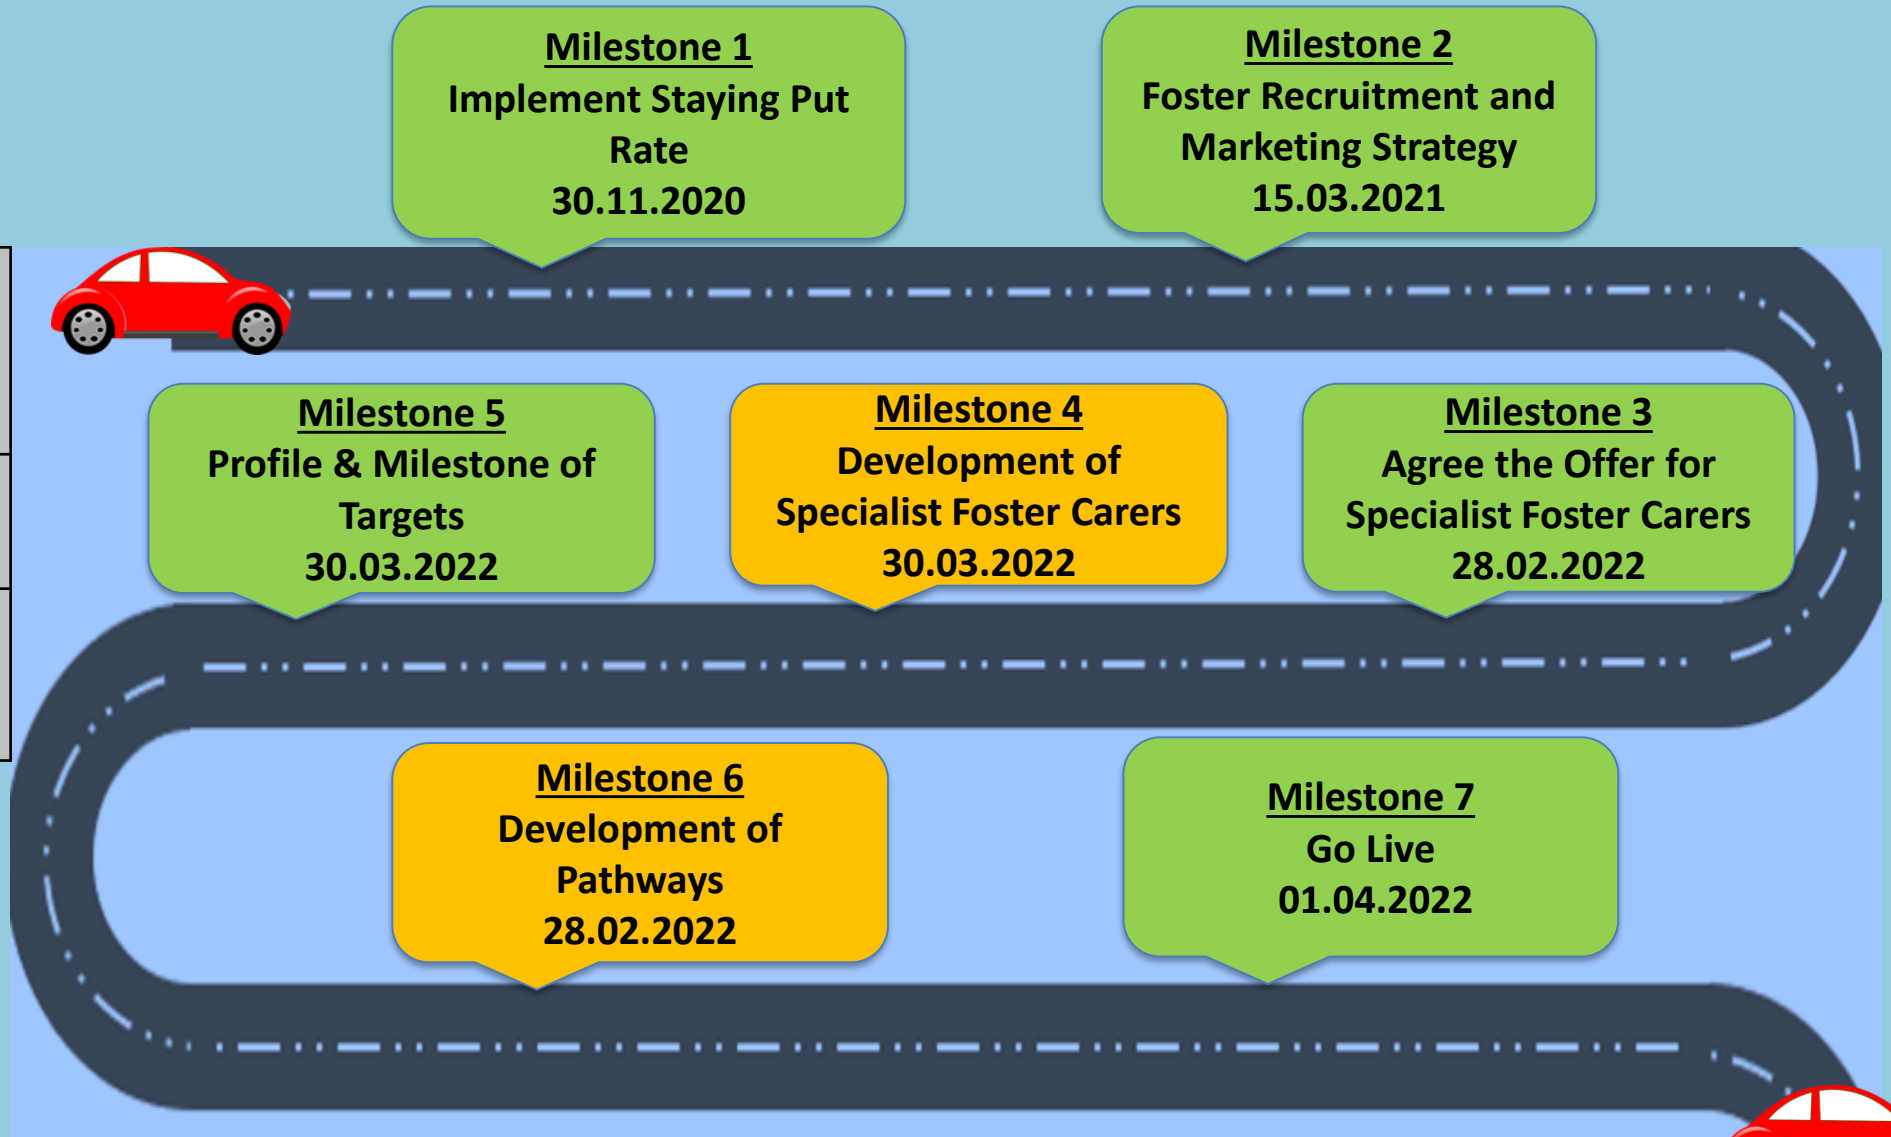 Milestone 1
Implement Staying Put
Rate
30.11.2020
Milestone 2
Foster Recruitment and
Marketing Strategy
15.03.2021
Milestone 5
Profile & Milestone of
Targets
30.03.2022
Milestone 4
Development of
Specialist Foster Carers
30.03.2022
Milestone 3
Agree the Offer for
Specialist Foster Carers
28.02.2022
Milestone 6
Development of
Pathways
28.02.2022
Milestone 7
Go Live
01.04.2022